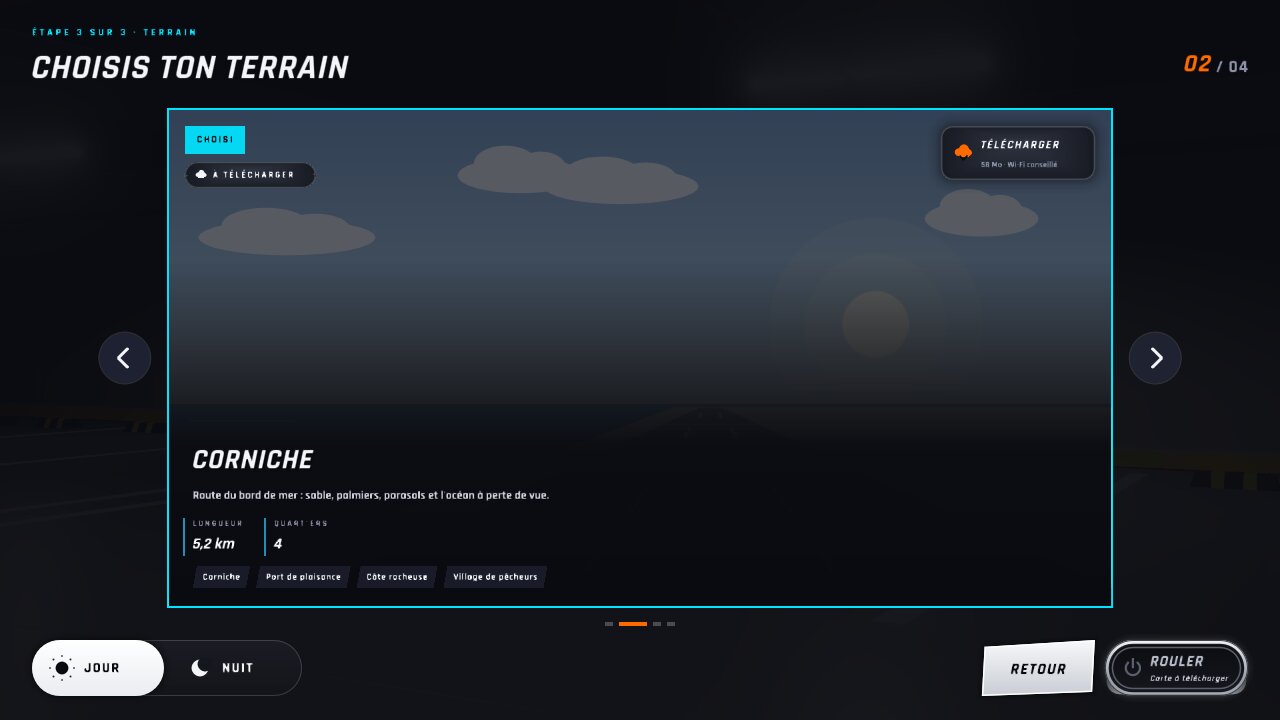 ÉTAPE 3 SUR 3 · TERRAIN
CHOISIS TON TERRAIN
02 / 04
CHOISI
À TÉLÉCHARGER
TÉLÉCHARGER
58 Mo · Wi-Fi conseillé
CORNICHE
Route du bord de mer : sable, palmiers, parasols et l'océan à perte de vue.
LONGUEUR
QUARTIERS
5,2 km
4
Corniche
Port de plaisance
Côte rocheuse
Village de pêcheurs
JOUR
NUIT
RETOUR
ROULER
Carte à télécharger